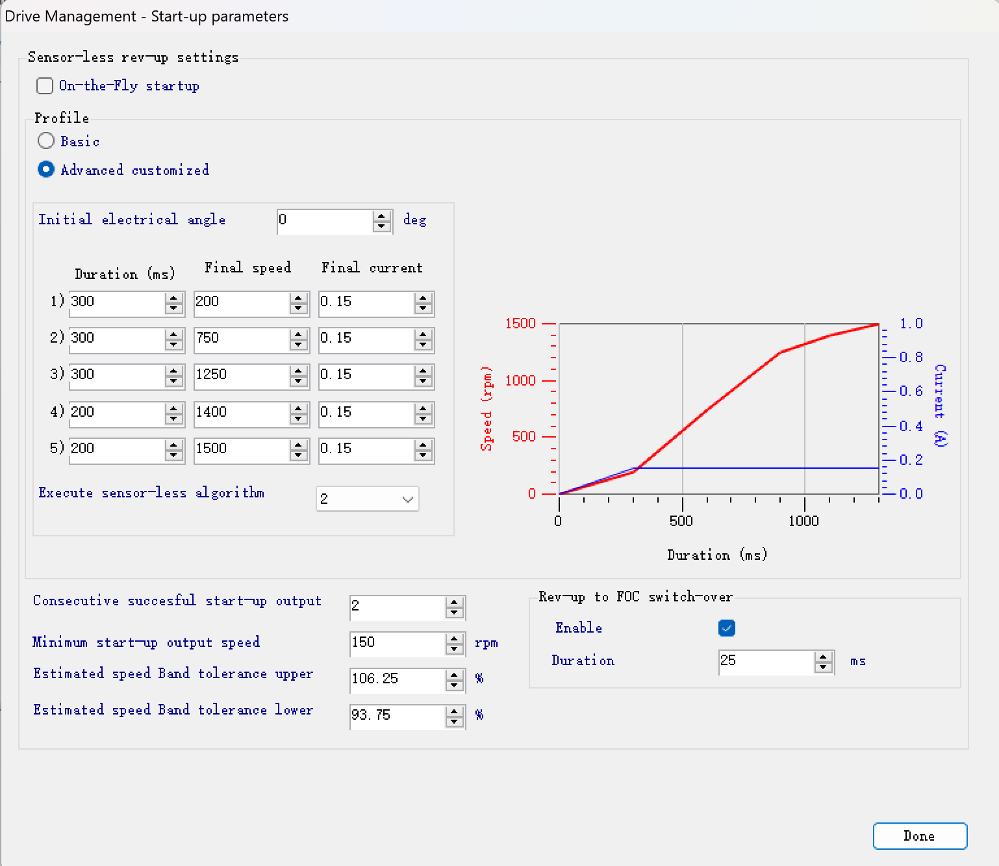 Drive Management - Start-up parameters
Sensor-less rev-up settings
On-the-Fly startup
Profile
Basic
Advanced customized
Initial electrical angle 0 deg
Duration (ms) Final speed Final current
1) 300 200 0.15
2) 300 750 0.15
3) 300 1250 0.15
4) 200 1400 0.15
5) 200 1500 0.15
Execute sensor-less algorithm 2
Speed (rpm)
1500
1000
500
0
1.0
0.8
0.6
0.4
0.2
0.0
Current (A)
0 500 1000
Duration (ms)
Consecutive succesful start-up output 2
Minimum start-up output speed 150 rpm
Estimated speed Band tolerance upper 106.25 %
Estimated speed Band tolerance lower 93.75 %
Rev-up to FOC switch-over
Enable
Duration 25 ms
Done